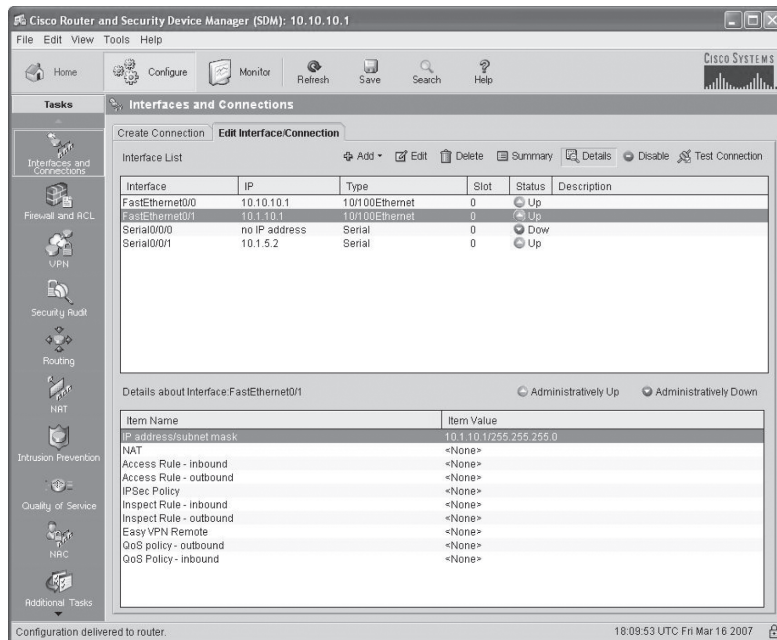 Cisco Router and Security Device Manager (SDM): 10.10.10.1
File Edit View Tools Help
Home Configure Monitor Refresh Save Search Help
CISCO SYSTEMS
Tasks
Interfaces and Connections
Create Connection Edit Interface/Connection
Interface List
Add Edit Delete Summary Details Disable Test Connection
Interface IP Type Slot Status Description
FastEthernet0/0 10.10.10.1 10/100Ethernet 0 Up
FastEthernet0/1 10.1.10.1 10/100Ethernet 0 Up
Serial0/0/0 no IP address Serial 0 Dow
Serial0/0/1 10.1.5.2 Serial 0 Up
Interfaces and
Connections
Firewall and ACL
VPN
Security Audit
Routing
NAT
Intrusion Prevention
Quality of Service
NAC
Additional Tasks
Details about Interface:FastEthernet0/1 Administratively Up Administratively Down
Item Name Item Value
IP address/subnet mask 10.1.10.1/255.255.255.0
NAT <None>
Access Rule - inbound <None>
Access Rule - outbound <None>
IPSec Policy <None>
Inspect Rule - inbound <None>
Inspect Rule - outbound <None>
Easy VPN Remote <None>
QoS policy - outbound <None>
QoS Policy - inbound <None>
Configuration delivered to router. 18:09:53 UTC Fri Mar 16 2007